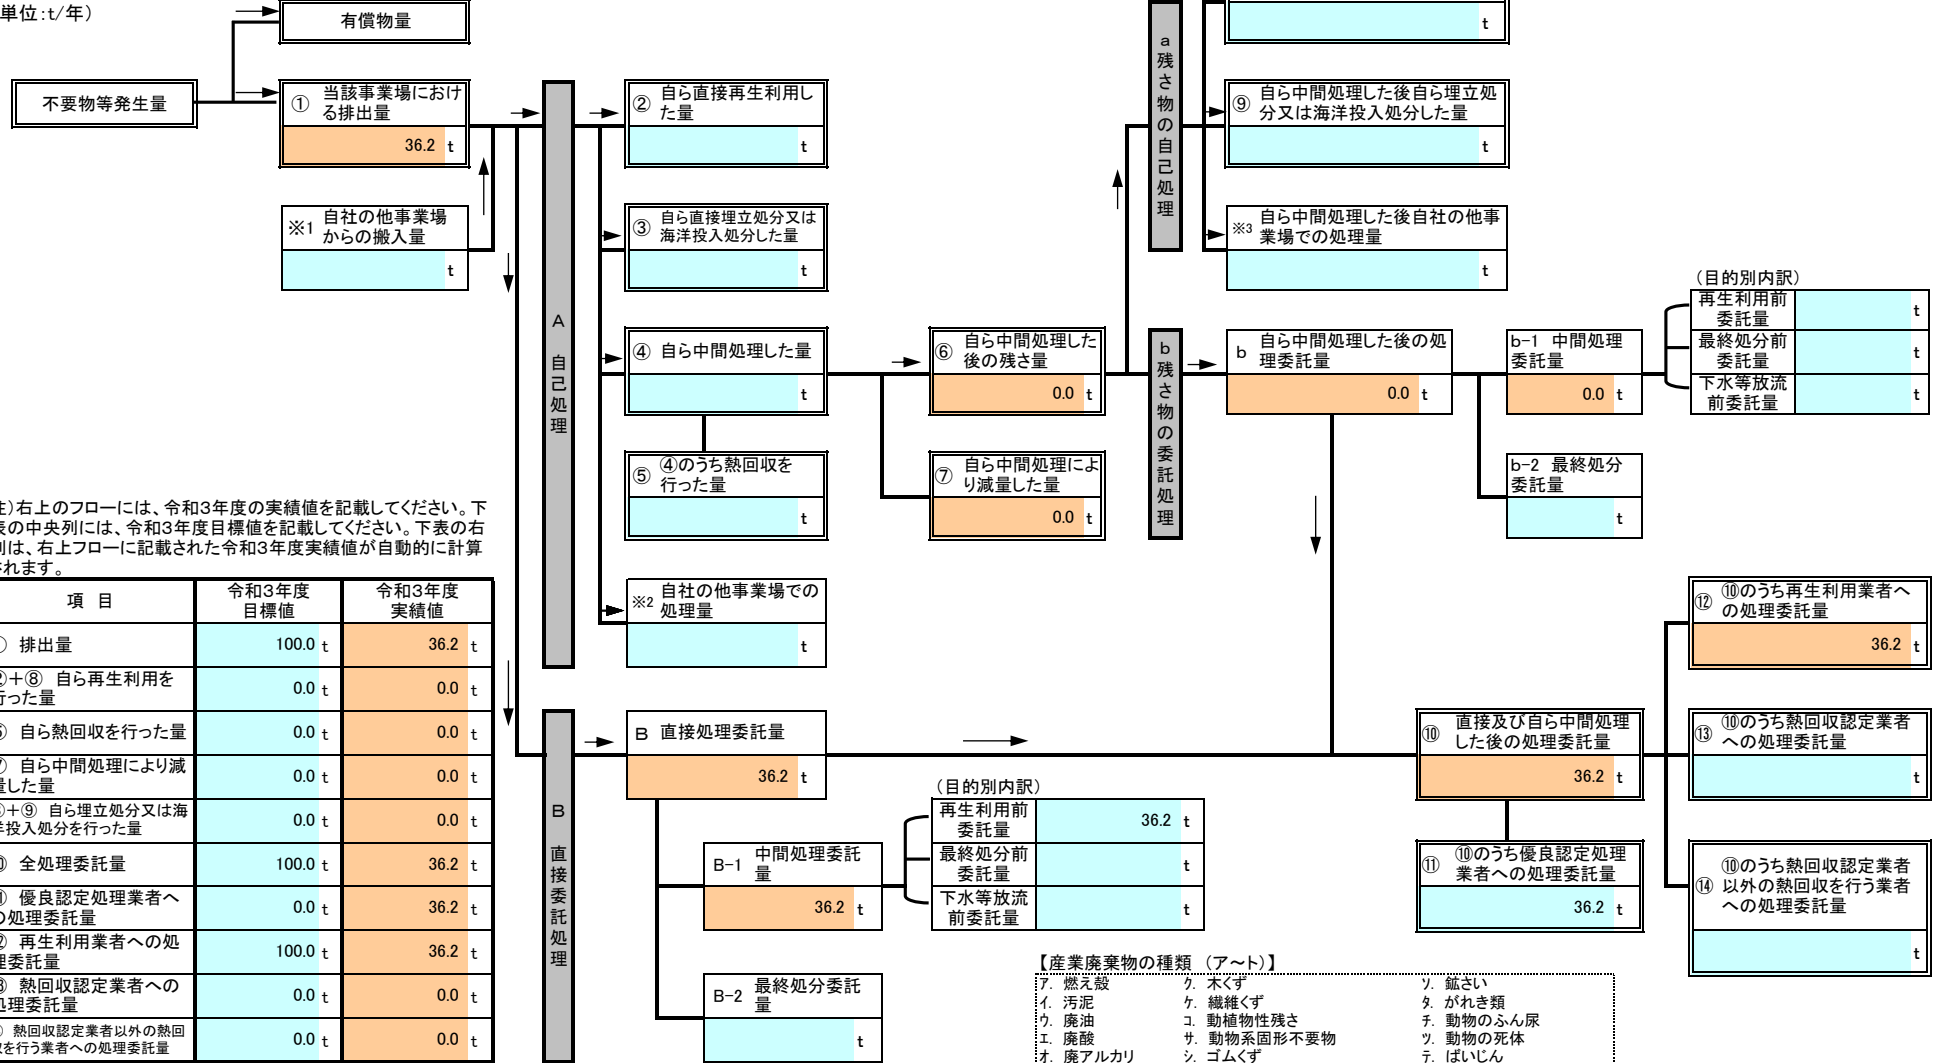 単位:t/年)
有償物量
不要物等発生量
① 当該事業場におけ
る排出量
36.2 t
※1 自社の他事業場
からの搬入量
t
A 自己処理
② 自ら直接再生利用し
た量
t
③ 自ら直接埋立処分又は
海洋投入処分した量
t
④ 自ら中間処理した量
t
⑤ ④のうち熱回収を
行った量
t
※2 自社の他事業場での
処理量
t
⑥ 自ら中間処理した
後の残さ量
0.0 t
⑦ 自ら中間処理によ
り減量した量
0.0 t
a残さ物の自己処理
t
⑨ 自ら中間処理した後自ら埋立処
分又は海洋投入処分した量
t
※3 自ら中間処理した後自社の他事
業場での処理量
t
b残さ物の委託処理
b 自ら中間処理した後の処
理委託量
0.0 t
b-1 中間処理
委託量
0.0 t
b-2 最終処分
委託量
t
(目的別内訳)
再生利用前
委託量
t
最終処分前
委託量
t
下水等放流
前委託量
t
)右上のフローには、令和3年度の実績値を記載してください。下
表の中央列には、令和3年度目標値を記載してください。下表の右
列は、右上フローに記載された令和3年度実績値が自動的に計算
されます。
項 目 令和3年度
目標値 令和3年度
実績値
排出量 100.0 t 36.2 t
②+⑧ 自ら再生利用を
行った量 0.0 t 0.0 t
自ら熱回収を行った量 0.0 t 0.0 t
自ら中間処理により減
量した量 0.0 t 0.0 t
+⑨ 自ら埋立処分又は海
洋投入処分を行った量 0.0 t 0.0 t
全処理委託量 100.0 t 36.2 t
優良認定処理業者へ
の処理委託量 0.0 t 36.2 t
再生利用業者への処
理委託量 100.0 t 36.2 t
熱回収認定業者への
処理委託量 0.0 t 0.0 t
熱回収認定業者以外の熱回
収を行う業者への処理委託量 0.0 t 0.0 t
B 直接委託処理
B 直接処理委託量
36.2 t
B-1 中間処理委託
量
36.2 t
B-2 最終処分委託
量
t
(目的別内訳)
再生利用前
委託量
36.2 t
最終処分前
委託量
t
下水等放流
前委託量
t
⑩ 直接及び自ら中間処理
した後の処理委託量
36.2 t
⑪ ⑩のうち優良認定処理
業者への処理委託量
36.2 t
⑫ ⑩のうち再生利用業者へ
の処理委託量
36.2 t
⑬ ⑩のうち熱回収認定業者
への処理委託量
t
⑭ ⑩のうち熱回収認定業者
以外の熱回収を行う業者
への処理委託量
t
【産業廃棄物の種類 (ア〜ト)】
ア. 燃え殻 ク. 木くず ソ. 鉱さい
イ. 汚泥 ケ. 繊維くず タ. がれき類
ウ. 廃油 コ. 動植物性残さ チ. 動物のふん尿
エ. 廃酸 サ. 動物系固形不要物 ツ. 動物の死体
オ. 廃アルカリ シ. ゴムくず テ. ばいじん